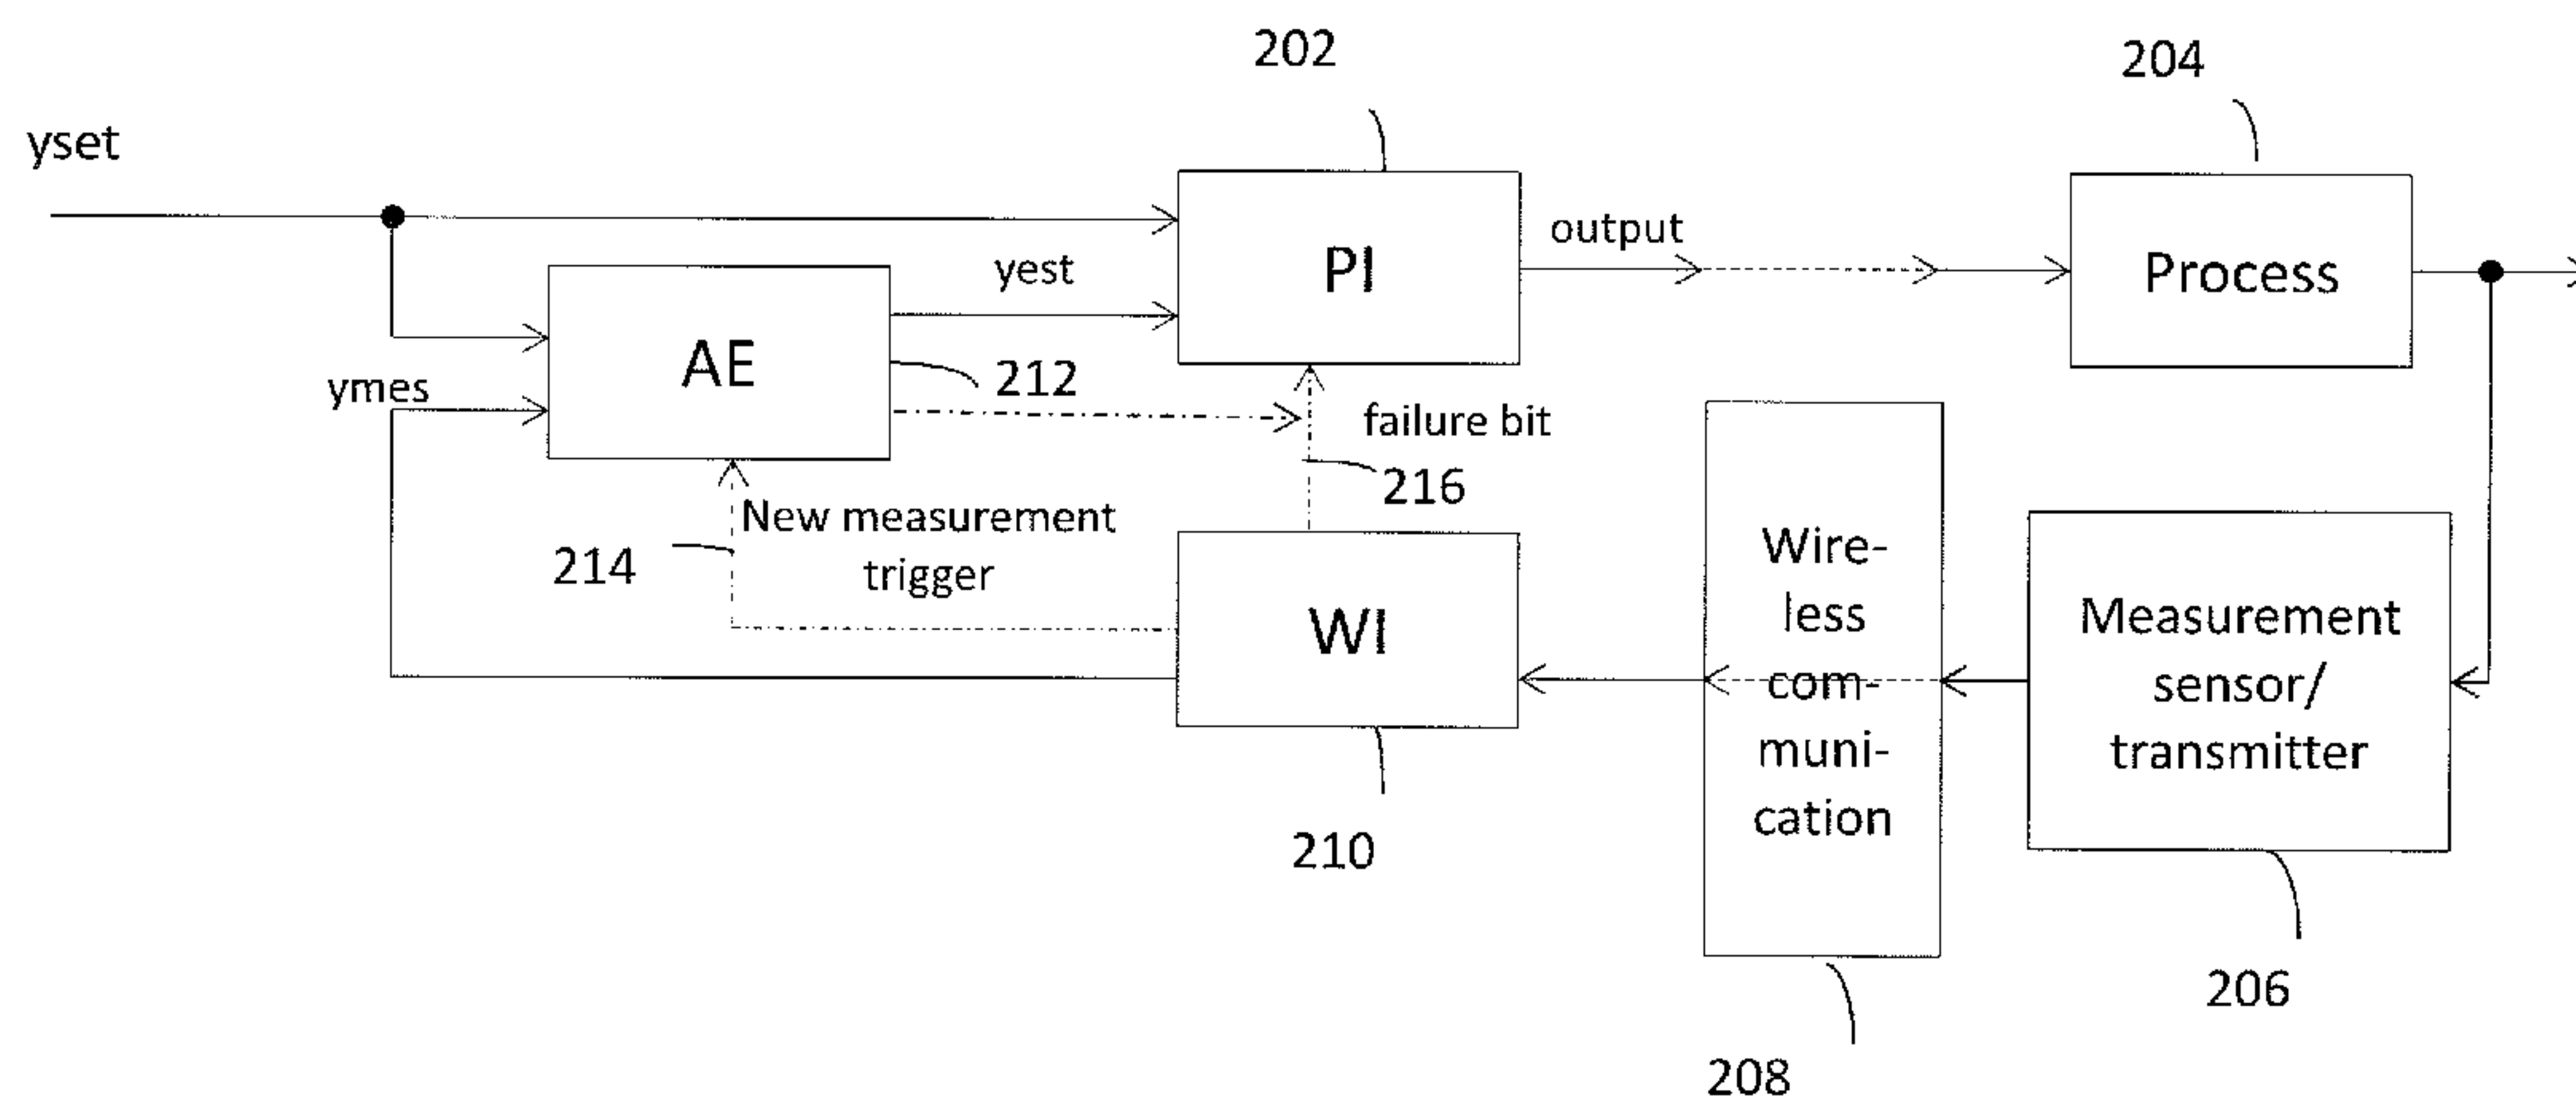 202
204
yset
PI
output
Process
yest
AE
212
ymes
failure bit
216
New measurement
trigger
214
WI
Wire-
less
com-
muni-
cation
Measurement
sensor/
transmitter
210
206
208